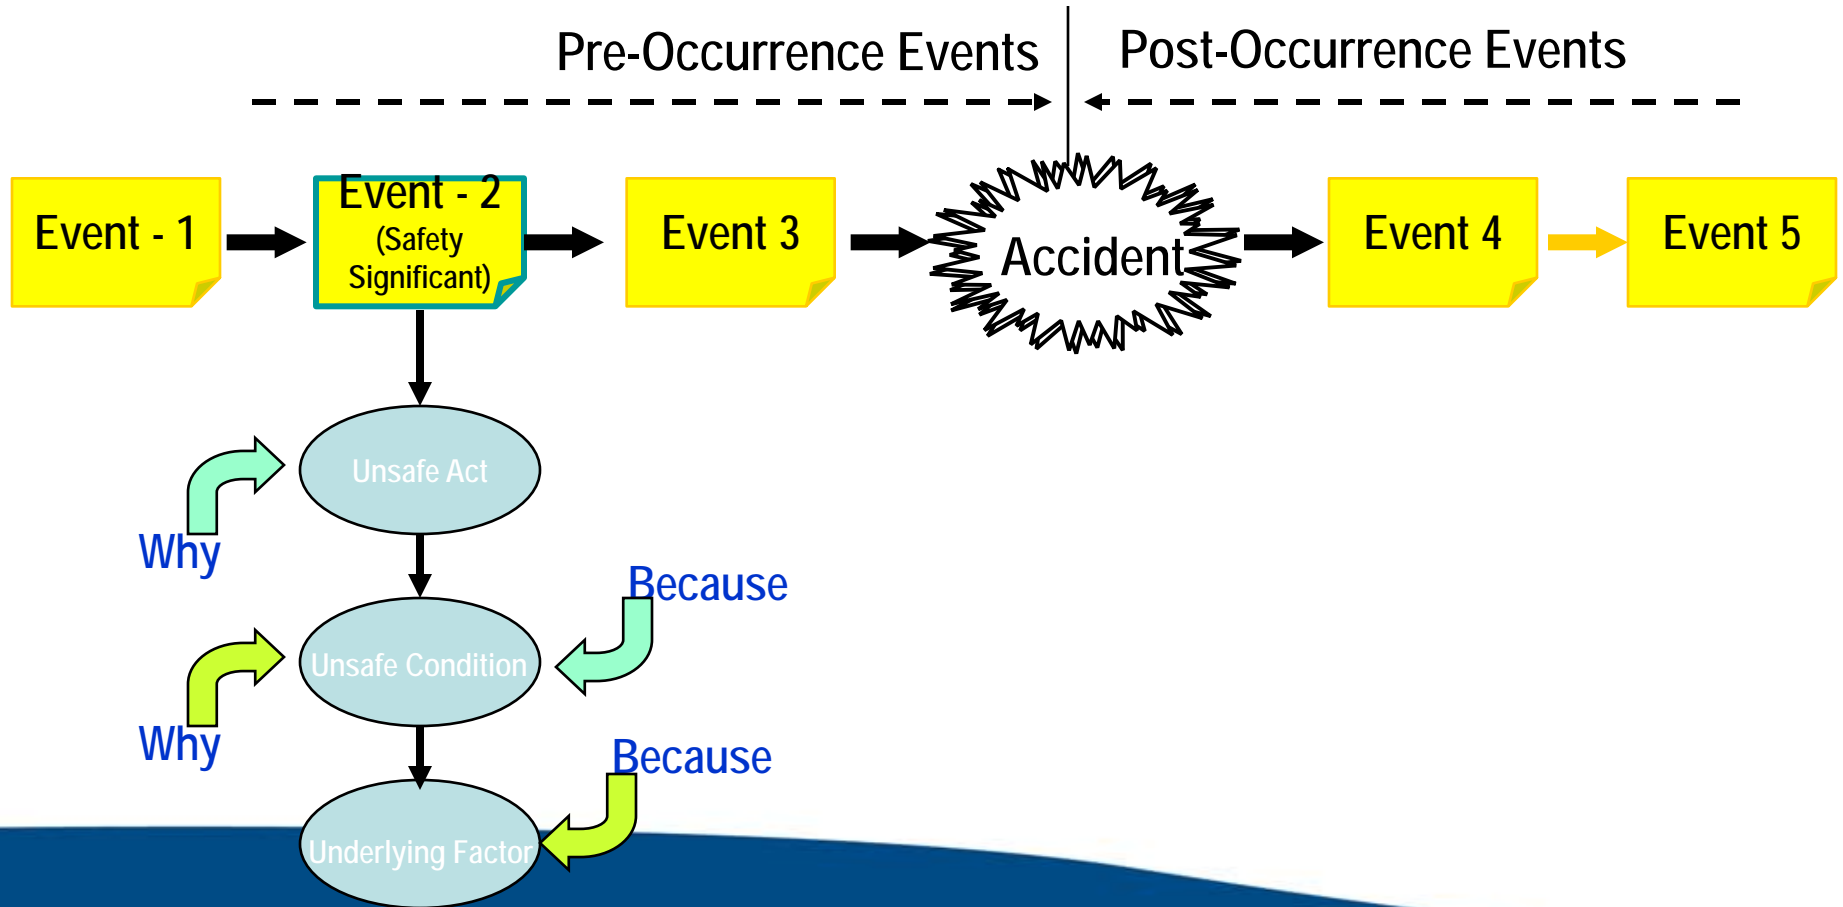 Pre-Occurrence Events
Post-Occurrence Events
Event - 1
Event - 2
(Safety
Significant)
Event 3
Accident
Event 4
Event 5
Unsafe Act
Why
Because
Unsafe Condition
Why
Because
Underlying Factor